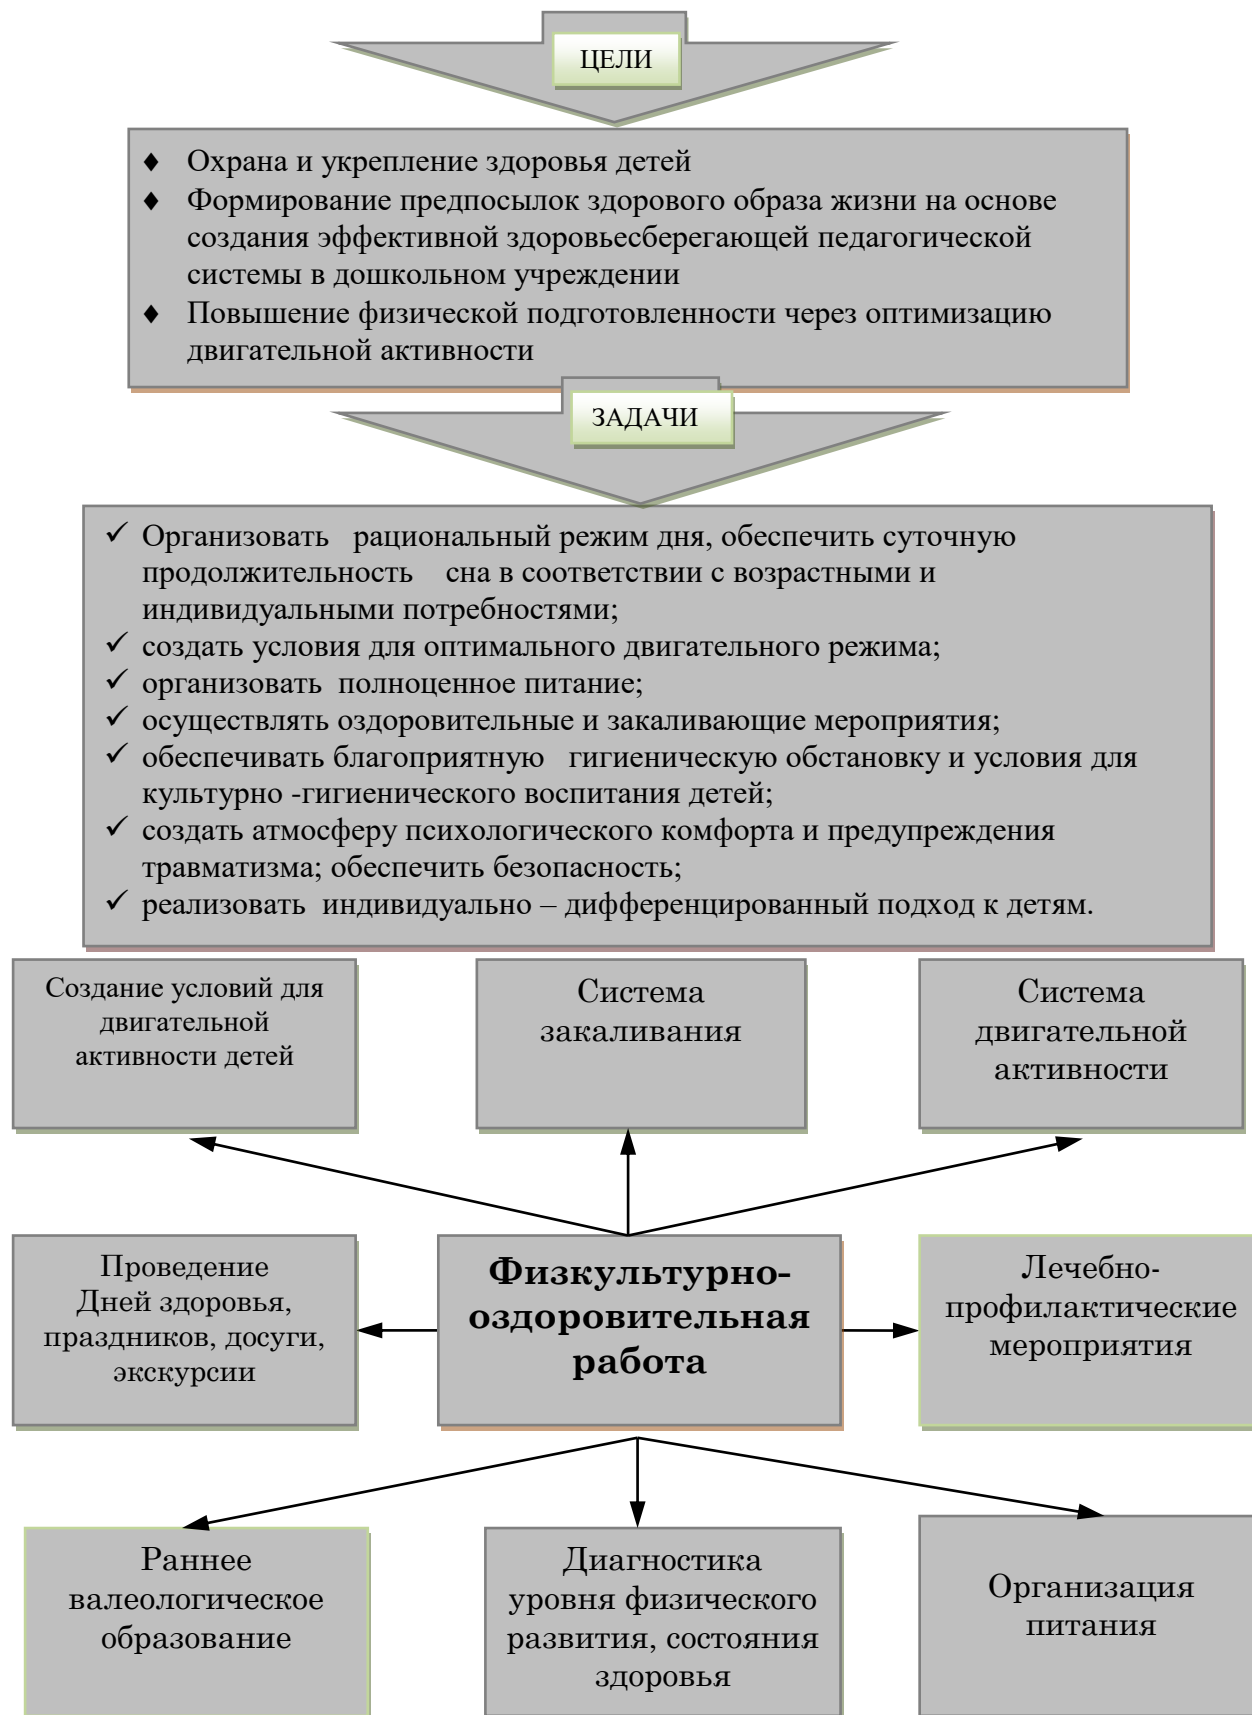 ЦЕЛИ
♦ Охрана и укрепление здоровья детей
♦ Формирование предпосылок здорового образа жизни на основе
создания эффективной здоровьесберегающей педагогической
системы в дошкольном учреждении
♦ Повышение физической подготовленности через оптимизацию
двигательной активности
ЗАДАЧИ
✓ Организовать рациональный режим дня, обеспечить суточную
продолжительность сна в соответствии с возрастными и
индивидуальными потребностями;
✓ создать условия для оптимального двигательного режима;
✓ организовать полноценное питание;
✓ осуществлять оздоровительные и закаливающие мероприятия;
✓ обеспечивать благоприятную гигиеническую обстановку и условия для
культурно -гигиенического воспитания детей;
✓ создать атмосферу психологического комфорта и предупреждения
травматизма; обеспечить безопасность;
✓ реализовать индивидуально – дифференцированный подход к детям.
Создание условий для
двигательной
активности детей
Система
закаливания
Система
двигательной
активности
Проведение
Дней здоровья,
праздников, досуги,
экскурсии
Физкультурно-
оздоровительная
работа
Лечебно-
профилактические
мероприятия
Раннее
валеологическое
образование
Диагностика
уровня физического
развития, состояния
здоровья
Организация
питания